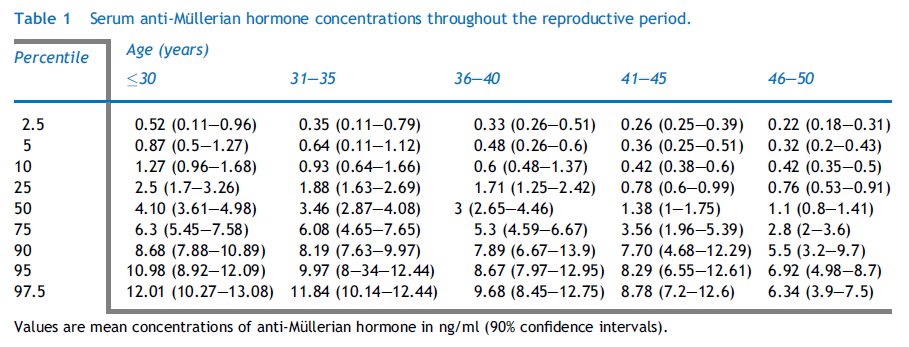 Table 1 Serum anti-Müllerian hormone concentrations throughout the reproductive period.
Percentile Age (years)
≤30 31–35 36–40 41–45 46–50
2.5 0.52 (0.11–0.96) 0.35 (0.11–0.79) 0.33 (0.26–0.51) 0.26 (0.25–0.39) 0.22 (0.18–0.31)
5 0.87 (0.5–1.27) 0.64 (0.11–1.12) 0.48 (0.26–0.6) 0.36 (0.25–0.51) 0.32 (0.2–0.43)
10 1.27 (0.96–1.68) 0.93 (0.64–1.66) 0.6 (0.48–1.37) 0.42 (0.38–0.6) 0.42 (0.35–0.5)
25 2.5 (1.7–3.26) 1.88 (1.63–2.69) 1.71 (1.25–2.42) 0.78 (0.6–0.99) 0.76 (0.53–0.91)
50 4.10 (3.61–4.98) 3.46 (2.87–4.08) 3 (2.65–4.46) 1.38 (1–1.75) 1.1 (0.8–1.41)
75 6.3 (5.45–7.58) 6.08 (4.65–7.65) 5.3 (4.59–6.67) 3.56 (1.96–5.39) 2.8 (2–3.6)
90 8.68 (7.88–10.89) 8.19 (7.63–9.97) 7.89 (6.67–13.9) 7.70 (4.68–12.29) 5.5 (3.2–9.7)
95 10.98 (8.92–12.09) 9.97 (8–34–12.44) 8.67 (7.97–12.95) 8.29 (6.55–12.61) 6.92 (4.98–8.7)
97.5 12.01 (10.27–13.08) 11.84 (10.14–12.44) 9.68 (8.45–12.75) 8.78 (7.2–12.6) 6.34 (3.9–7.5)
Values are mean concentrations of anti-Müllerian hormone in ng/ml (90% confidence intervals).